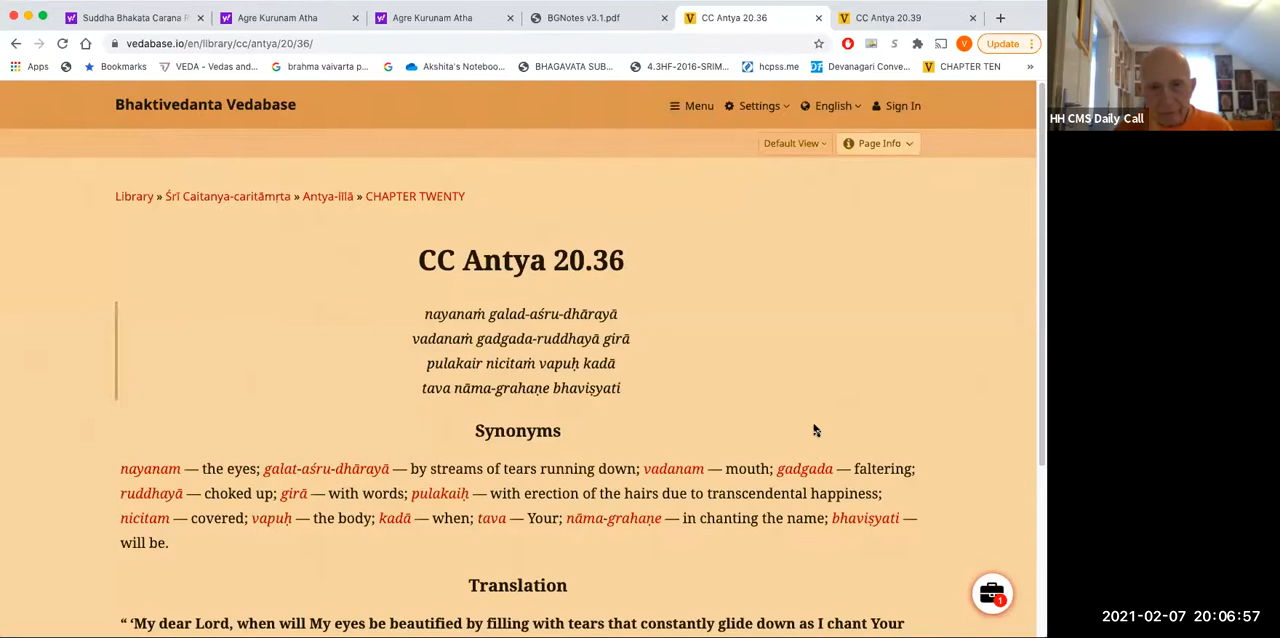 Suddha Bhakata Carana R
Agre Kurunam Atha
Agre Kurunam Atha
BGNotes v3.1.pdf
CC Antya 20.36
CC Antya 20.39
vedabase.io/en/library/cc/antya/20/36/
Update
Apps
Bookmarks
VEDA - Vedas and...
brahma vaivarta p...
Akshita's Noteboo...
BHAGAVATA SUB...
4.3HF-2016-SRIM...
hcpss.me
Devanagari Conve...
CHAPTER TEN
»
HH CMS Daily Call
Bhaktivedanta Vedabase
Menu
Settings
English
Sign In
Default View
Page Info
Library » Śrī Caitanya-caritāmṛta » Antya-līlā » CHAPTER TWENTY
CC Antya 20.36
nayanaṁ galad-aśru-dhārayā
vadanaṁ gadgada-ruddhayā girā
pulakair nicitaṁ vapuḥ kadā
tava nāma-grahaṇe bhaviṣyati
Synonyms
nayanam — the eyes; galat-aśru-dhārayā — by streams of tears running down; vadanam — mouth; gadgada — faltering;
ruddhayā — choked up; girā — with words; pulakaiḥ — with erection of the hairs due to transcendental happiness;
nicitam — covered; vapuḥ — the body; kadā — when; tava — Your; nāma-grahaṇe — in chanting the name; bhaviṣyati —
will be.
Translation
“ ‘My dear Lord, when will My eyes be beautified by filling with tears that constantly glide down as I chant Your
1
2021-02-07 20:06:57